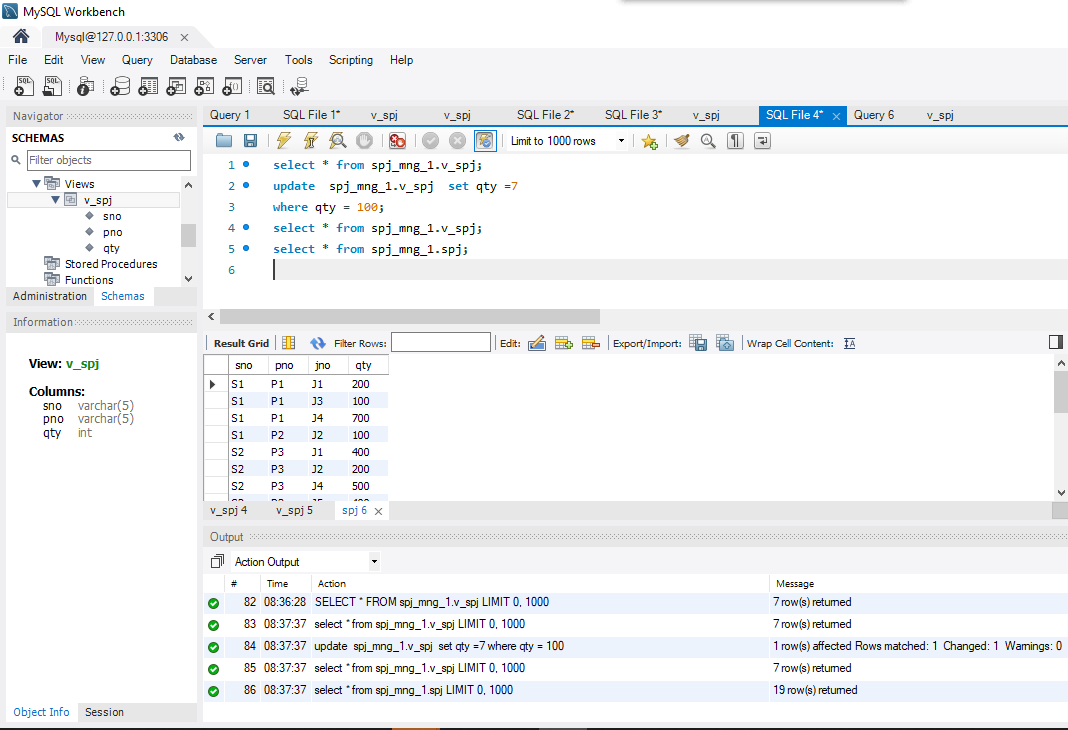 MySQL Workbench
Mysql@127.0.0.1:3306
File Edit View Query Database Server Tools Scripting Help
Navigator
SCHEMAS
Filter objects
Views
v_spj
sno
pno
qty
Stored Procedures
Functions
Administration Schemas
Information
View: v_spj
Columns:
sno varchar(5)
pno varchar(5)
qty int
Object Info Session
Query 1 SQL File 1* v_spj v_spj SQL File 2* SQL File 3* v_spj SQL File 4* Query 6 v_spj
Limit to 1000 rows
1 select * from spj_mng_1.v_spj;
2 update spj_mng_1.v_spj set qty =7
3 where qty = 100;
4 select * from spj_mng_1.v_spj;
5 select * from spj_mng_1.spj;
6
Result Grid Filter Rows: Edit: Export/Import: Wrap Cell Content:
sno pno jno qty
S1 P1 J1 200
S1 P1 J3 100
S1 P1 J4 700
S1 P2 J2 100
S2 P3 J1 400
S2 P3 J2 200
S2 P3 J4 500
v_spj 4 v_spj 5 spj 6
Output
Action Output
# Time Action Message
82 08:36:28 SELECT * FROM spj_mng_1.v_spj LIMIT 0, 1000 7 row(s) returned
83 08:37:37 select * from spj_mng_1.v_spj LIMIT 0, 1000 7 row(s) returned
84 08:37:37 update spj_mng_1.v_spj set qty =7 where qty = 100 1 row(s) affected Rows matched: 1 Changed: 1 Warnings: 0
85 08:37:37 select * from spj_mng_1.v_spj LIMIT 0, 1000 7 row(s) returned
86 08:37:37 select * from spj_mng_1.spj LIMIT 0, 1000 19 row(s) returned